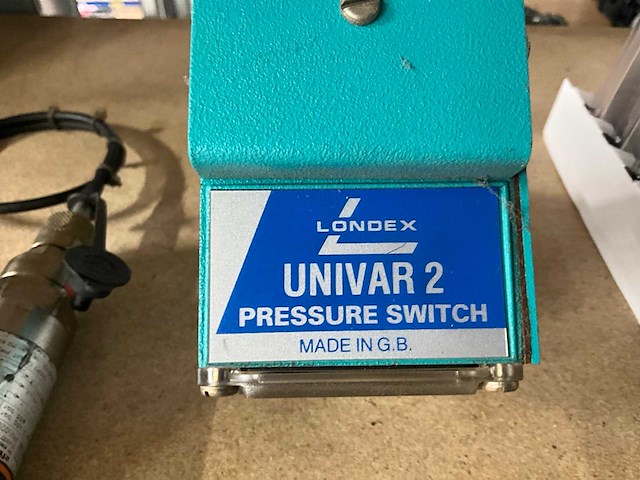 LONDEX
UNIVAR 2
PRESSURE SWITCH
MADE IN G.B.